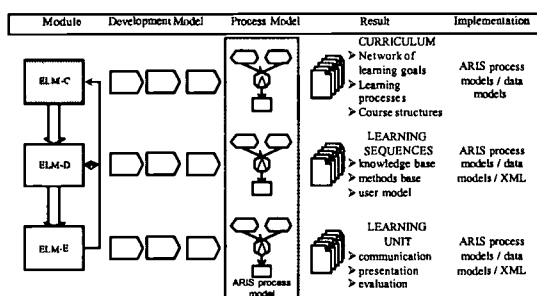 Module Development Model Process Model Result Implementation
ELM-C
CURRICULUM
➢ Network of
learning goals
➢ Learning
processes
➢ Course structures
ARIS process
models / data
models
ELM-D
LEARNING
SEQUENCES
➢ knowledge base
➢ methods base
➢ user model
ARIS process
models / data
models / XML
ELM-E
LEARNING
UNIT
➢ communication
➢ presentation
➢ evaluation
ARIS process
models / data
models / XML
ARIS process
model